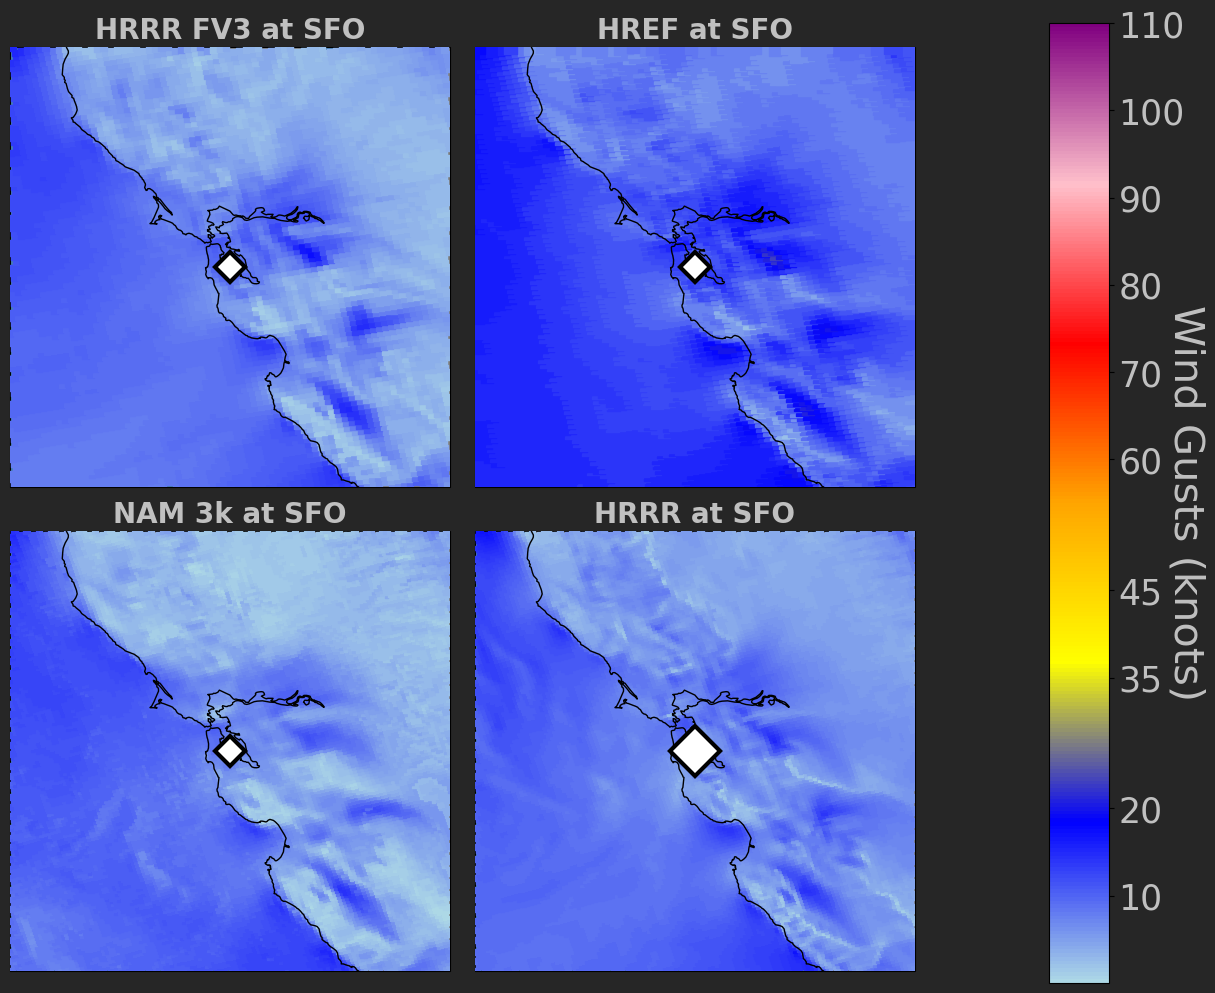 HRRR FV3 at SFO
HREF at SFO
NAM 3k at SFO
HRRR at SFO
110
100
90
80
70
60
45
35
20
10
Wind Gusts (knots)